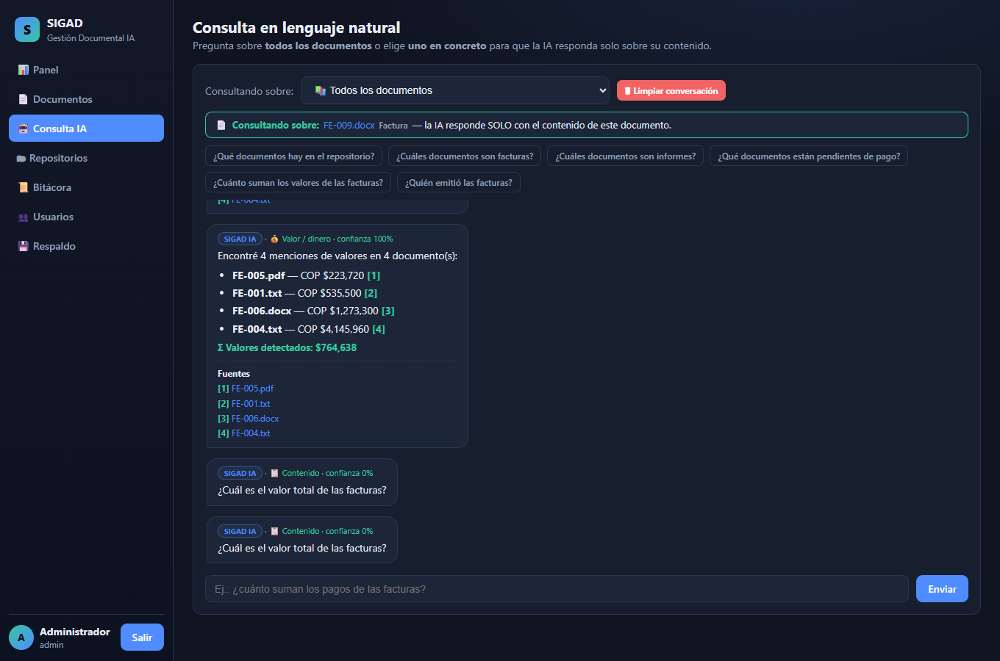 S
SIGAD
Gestión Documental IA
Panel
Documentos
Consulta IA
Repositorios
Bitácora
Usuarios
Respaldo
A
Administrador
admin
Salir
Consulta en lenguaje natural
Pregunta sobre todos los documentos o elige uno en concreto para que la IA responda solo sobre su contenido.
Consultando sobre:
Todos los documentos
Limpiar conversación
Consultando sobre: FE-009.docx Factura — la IA responde SOLO con el contenido de este documento.
¿Qué documentos hay en el repositorio?
¿Cuáles documentos son facturas?
¿Cuáles documentos son informes?
¿Qué documentos están pendientes de pago?
¿Cuánto suman los valores de las facturas?
¿Quién emitió las facturas?
[4] FE-004.txt
SIGAD IA · Valor / dinero · confianza 100%
Encontré 4 menciones de valores en 4 documento(s):
• FE-005.pdf — COP $223,720 [1]
• FE-001.txt — COP $535,500 [2]
• FE-006.docx — COP $1,273,300 [3]
• FE-004.txt — COP $4,145,960 [4]
Σ Valores detectados: $764,638
Fuentes
[1] FE-005.pdf
[2] FE-001.txt
[3] FE-006.docx
[4] FE-004.txt
SIGAD IA · Contenido · confianza 0%
¿Cuál es el valor total de las facturas?
SIGAD IA · Contenido · confianza 0%
¿Cuál es el valor total de las facturas?
Ej.: ¿cuánto suman los pagos de las facturas?
Enviar